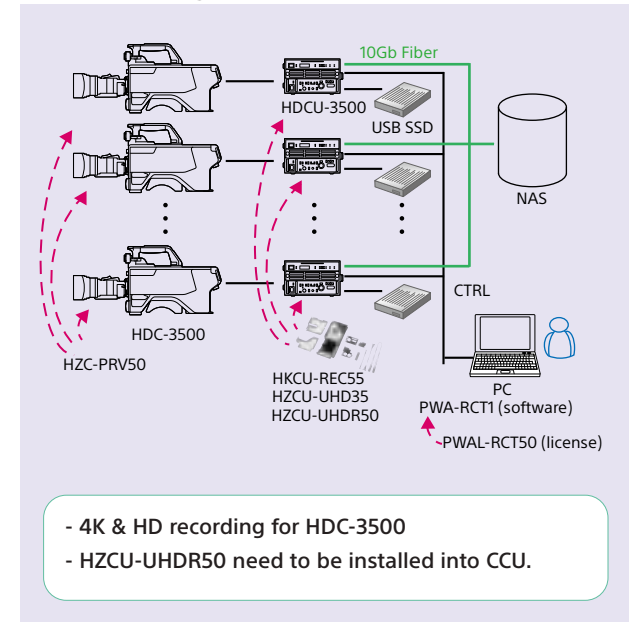 10Gb Fiber
HDCU-3500
USB SSD
NAS
CTRL
HDC-3500
HZC-PRV50
HKCU-REC55
HZCU-UHD35
HZCU-UHDR50
PC
PWA-RCT1 (software)
PWAL-RCT50 (license)
- 4K & HD recording for HDC-3500
- HZCU-UHDR50 need to be installed into CCU.